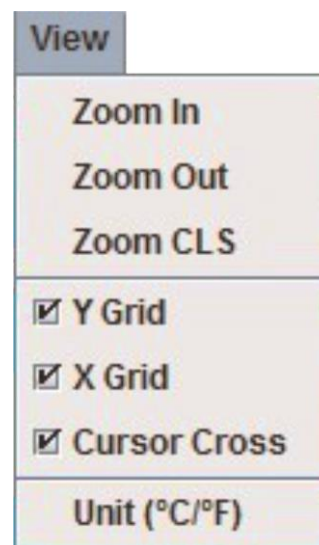 View
Zoom In
Zoom Out
Zoom CLS
Y Grid
X Grid
Cursor Cross
Unit (°C/°F)